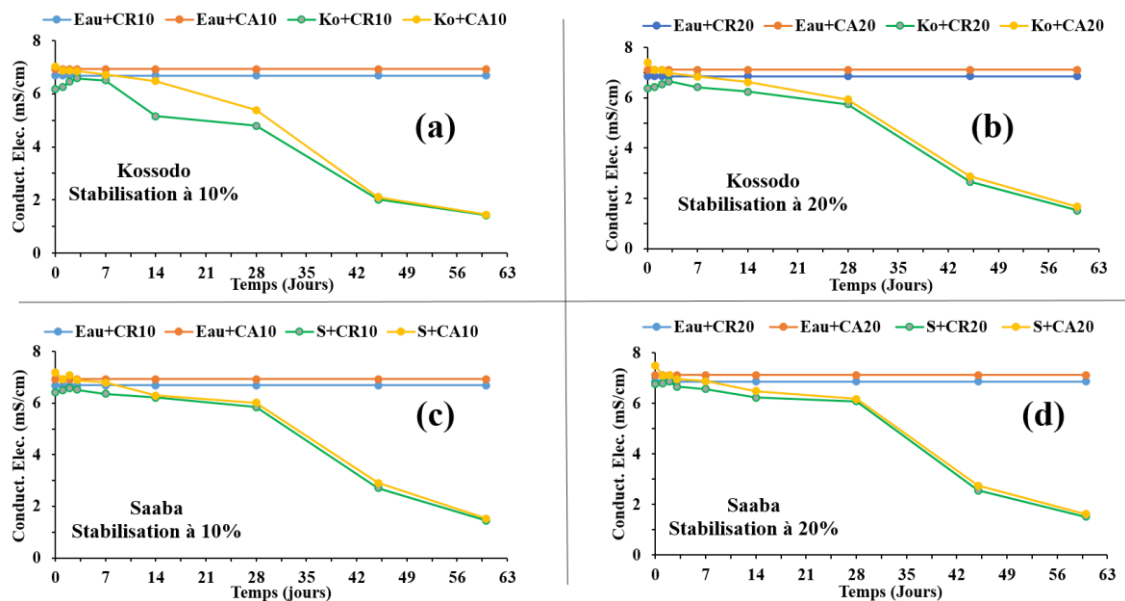 Eau+CR10 Eau+CA10 Ko+CR10 Ko+CA10
Conduct. Elec. (mS/cm)
8
6
4
2
0
(a)
Kossodo
Stabilisation à 10%
0 7 14 21 28 35 42 49 56 63
Temps (Jours)
Eau+CR20 Eau+CA20 Ko+CR20 Ko+CA20
Conduct. Elec. (mS/cm)
8
6
4
2
0
(b)
Kossodo
Stabilisation à 20%
0 7 14 21 28 35 42 49 56 63
Temps (Jours)
Eau+CR10 Eau+CA10 S+CR10 S+CA10
Conduct. Elec. (mS/cm)
8
6
4
2
0
(c)
Saaba
Stabilisation à 10%
0 7 14 21 28 35 42 49 56 63
Temps (jours)
Eau+CR20 Eau+CA20 S+CR20 S+CA20
Conduct. Elec. (mS/cm)
8
6
4
2
0
(d)
Saaba
Stabilisation à 20%
0 7 14 21 28 35 42 49 56 63
Temps (Jours)